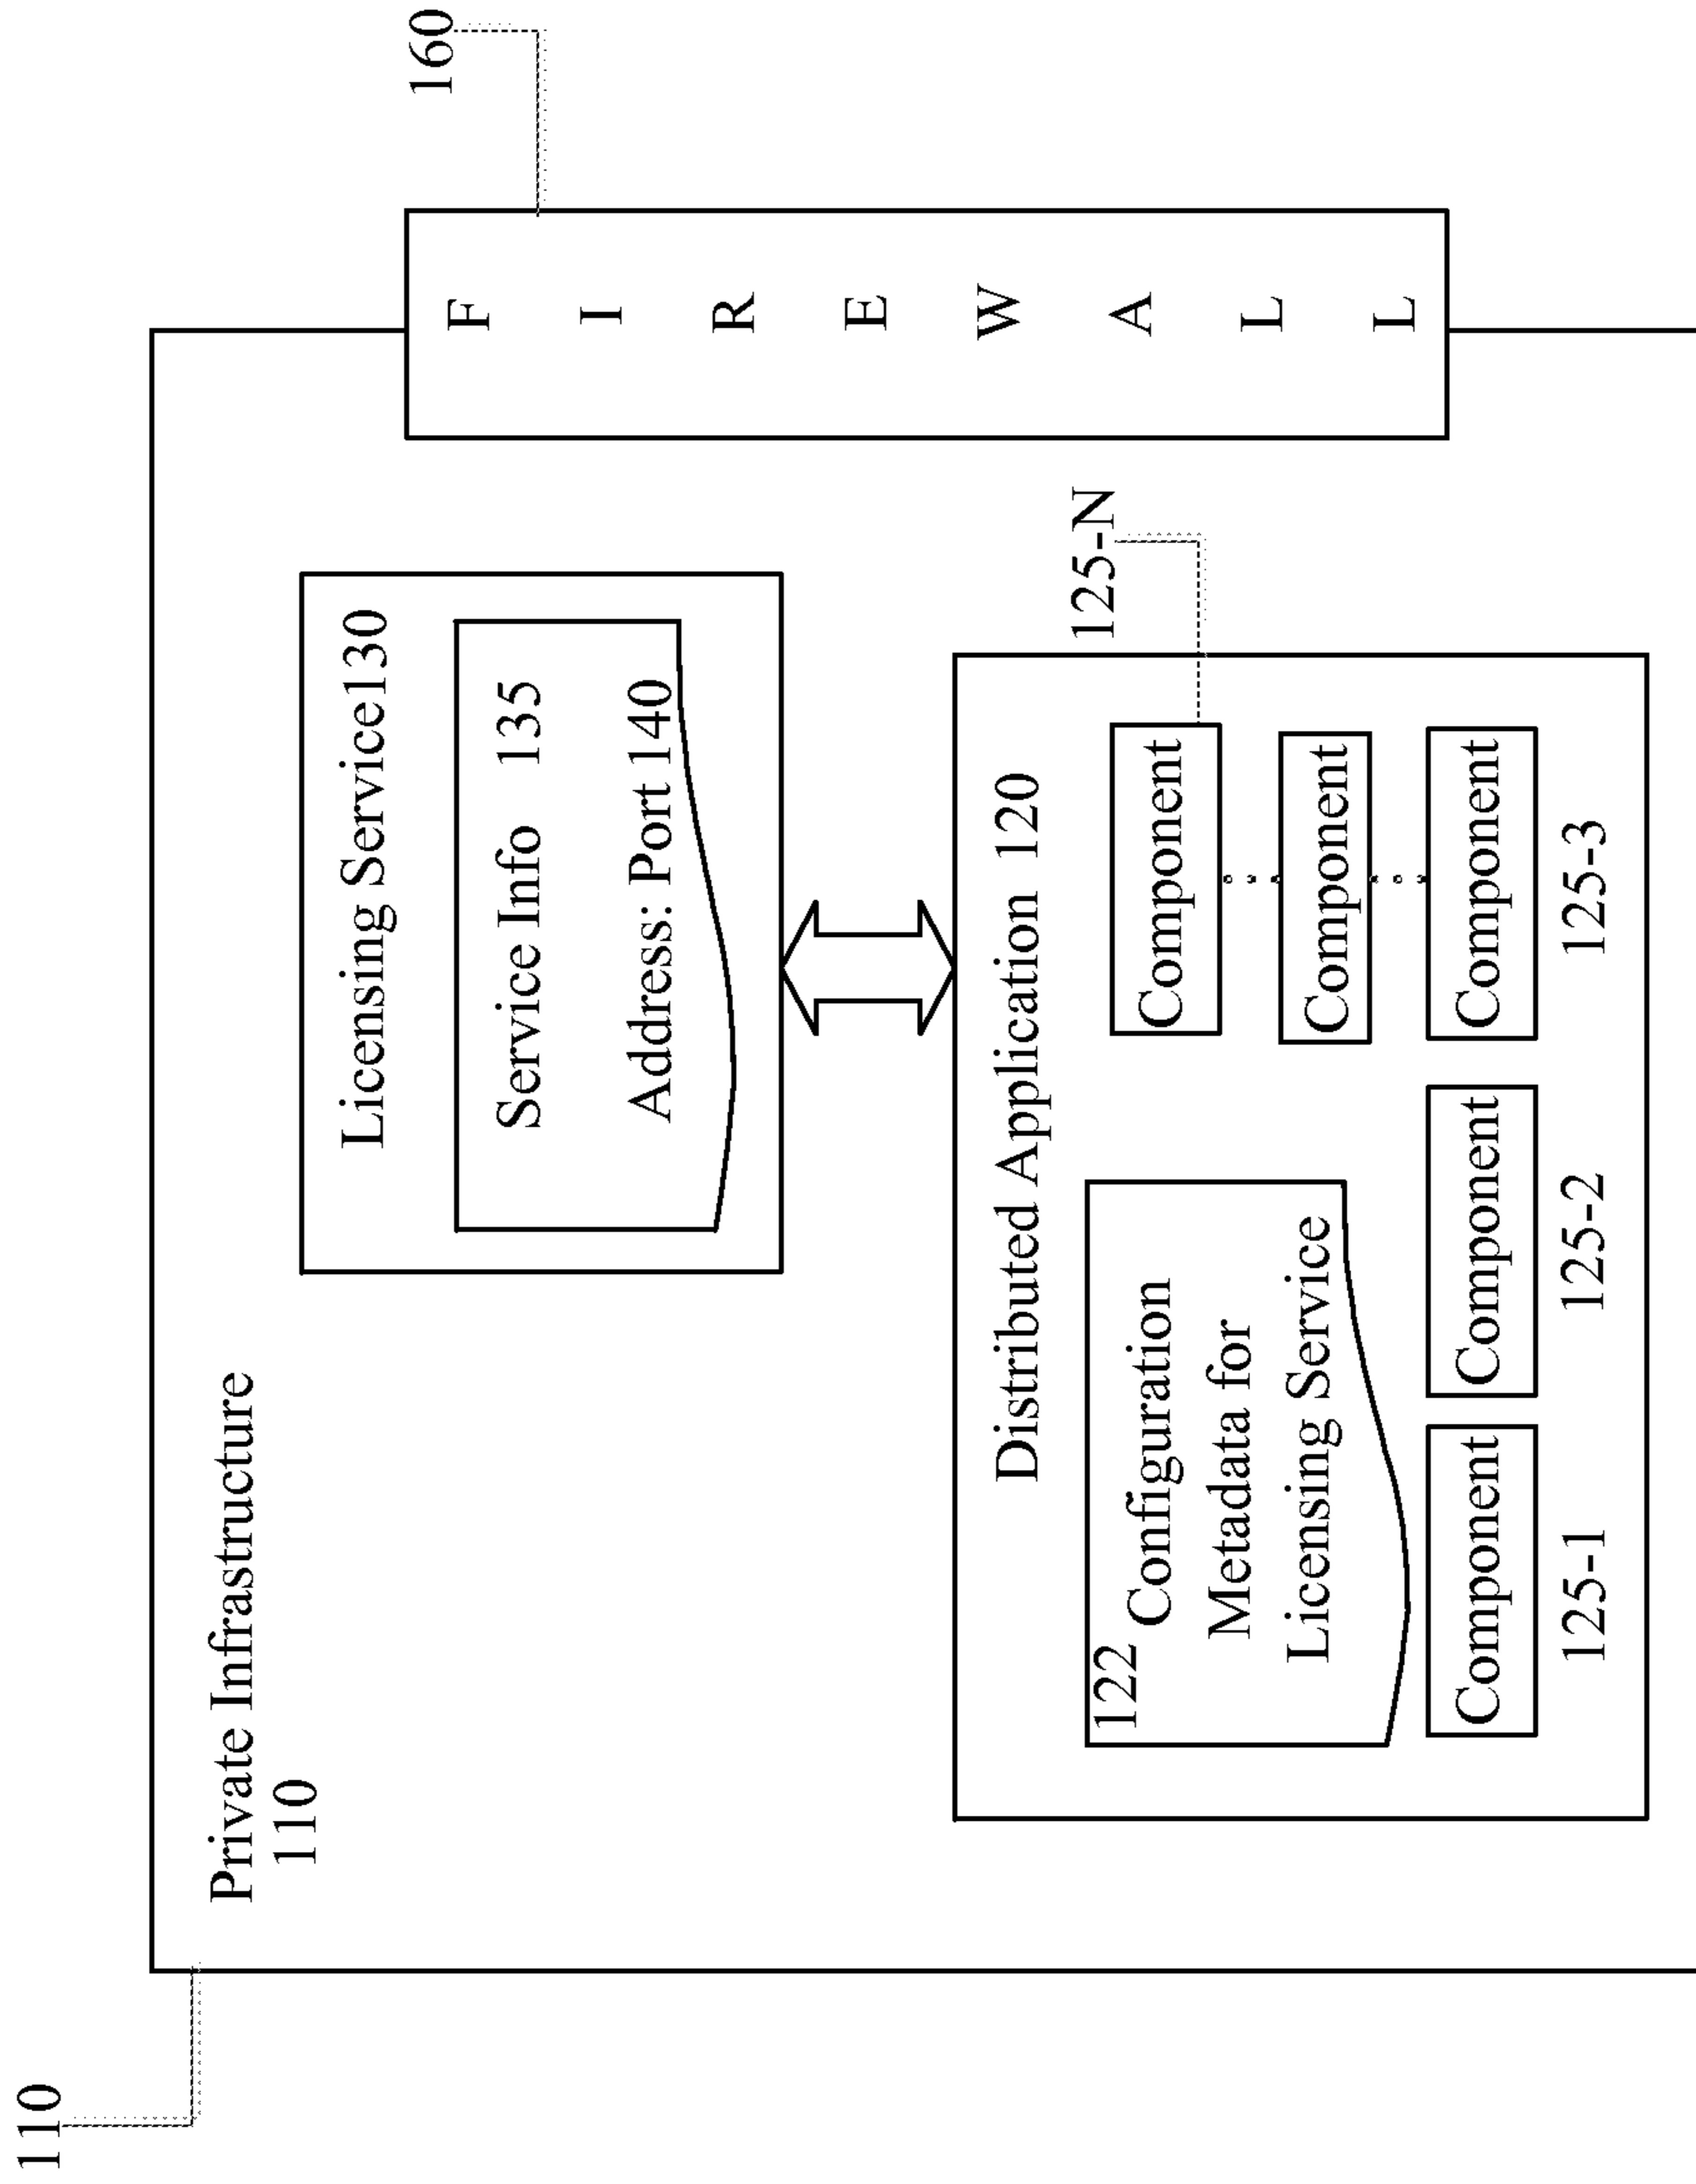 110
160
Private Infrastructure
110
Licensing Service130
Service Info 135
Address: Port 140
F
I
R
E
W
A
L
L
Distributed Application 120
125-N
122
Configuration
Metadata for
Licensing Service
Component
Component
Component
Component
Component
125-1
125-2
125-3